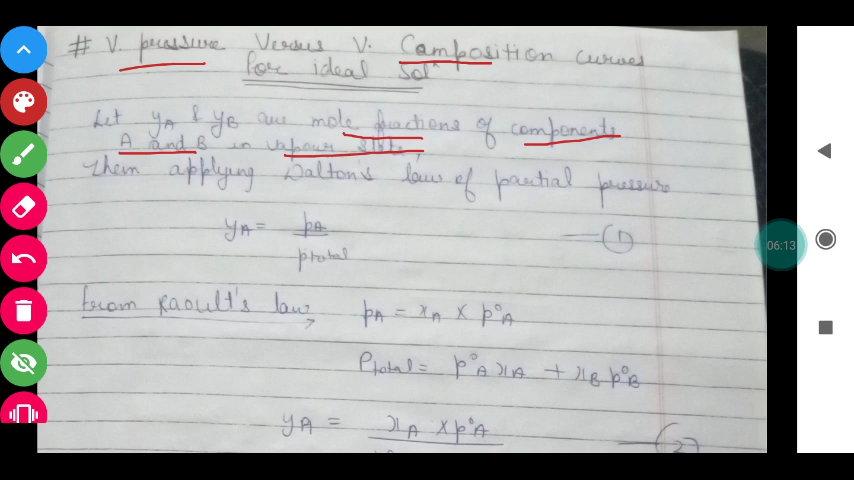 # V. pressure Versus V. Composition curves
for ideal solⁿ
Let yA & yB are mole fractions of components
A and B in vapour state,
then applying Dalton's law of partial pressure
yA = pA / ptotal —(1)
06:13
from Raoult's law pA = xA × p°A
Ptotal = p°A xA + xB p°B
yA = xA × p°A —(2)